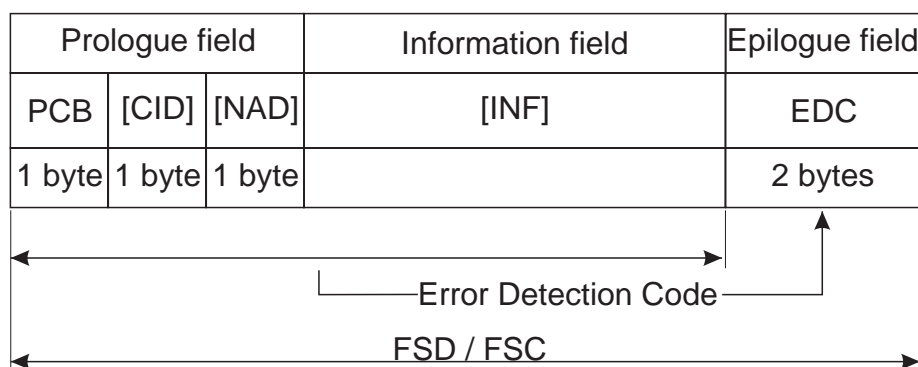 Prologue field Information field Epilogue field
PCB [CID] [NAD] [INF] EDC
1 byte 1 byte 1 byte 2 bytes
Error Detection Code
FSD / FSC